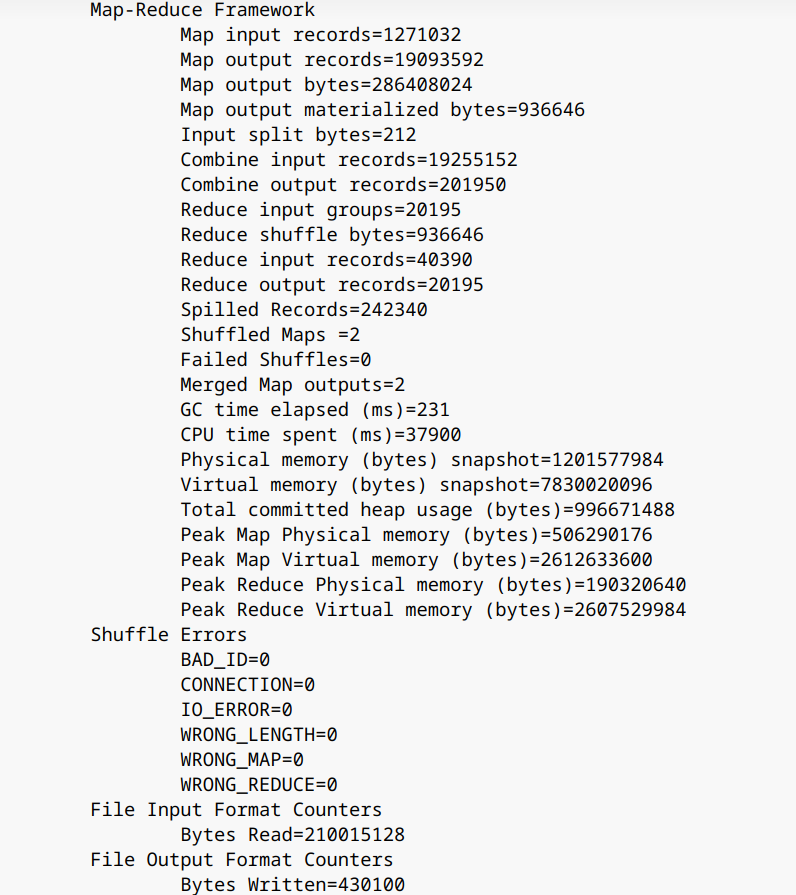 Map-Reduce Framework
Map input records=1271032
Map output records=19093592
Map output bytes=286408024
Map output materialized bytes=936646
Input split bytes=212
Combine input records=19255152
Combine output records=201950
Reduce input groups=20195
Reduce shuffle bytes=936646
Reduce input records=40390
Reduce output records=20195
Spilled Records=242340
Shuffled Maps =2
Failed Shuffles=0
Merged Map outputs=2
GC time elapsed (ms)=231
CPU time spent (ms)=37900
Physical memory (bytes) snapshot=1201577984
Virtual memory (bytes) snapshot=7830020096
Total committed heap usage (bytes)=996671488
Peak Map Physical memory (bytes)=506290176
Peak Map Virtual memory (bytes)=2612633600
Peak Reduce Physical memory (bytes)=190320640
Peak Reduce Virtual memory (bytes)=2607529984
Shuffle Errors
BAD_ID=0
CONNECTION=0
IO_ERROR=0
WRONG_LENGTH=0
WRONG_MAP=0
WRONG_REDUCE=0
File Input Format Counters
Bytes Read=210015128
File Output Format Counters
Bytes Written=430100